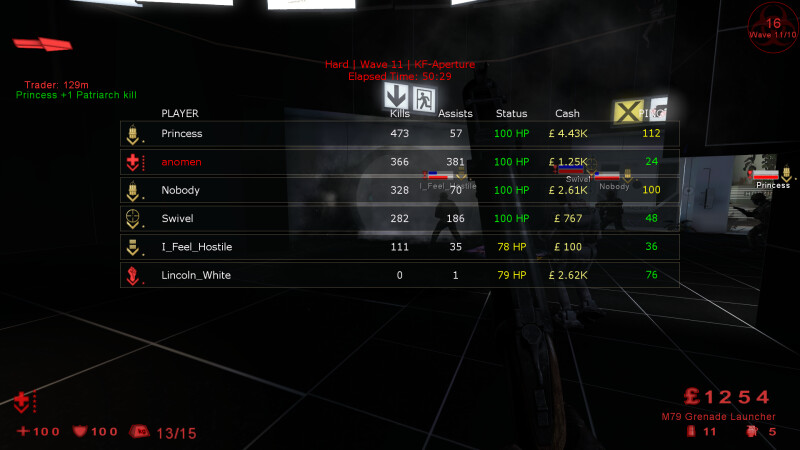 16
Wave 11/10
Trader: 129m
Princess +1 Patriarch kill
Hard | Wave 11 | KF-Aperture
Elapsed Time: 50:29
PLAYER Kills Assists Status Cash PING
Princess 473 57 100 HP £ 4.43K 112
anomen 366 381 100 HP £ 1.25K 24
Nobody 328 70 100 HP £ 2.61K 100
Swivel 282 186 100 HP £ 767 48
I_Feel_Hostile 111 35 78 HP £ 100 36
Lincoln_White 0 1 79 HP £ 2.62K 76
I_Feel_Hostile
Swivel
Nobody
Princess
£1254
M79 Grenade Launcher
100 100 13/15
11 5